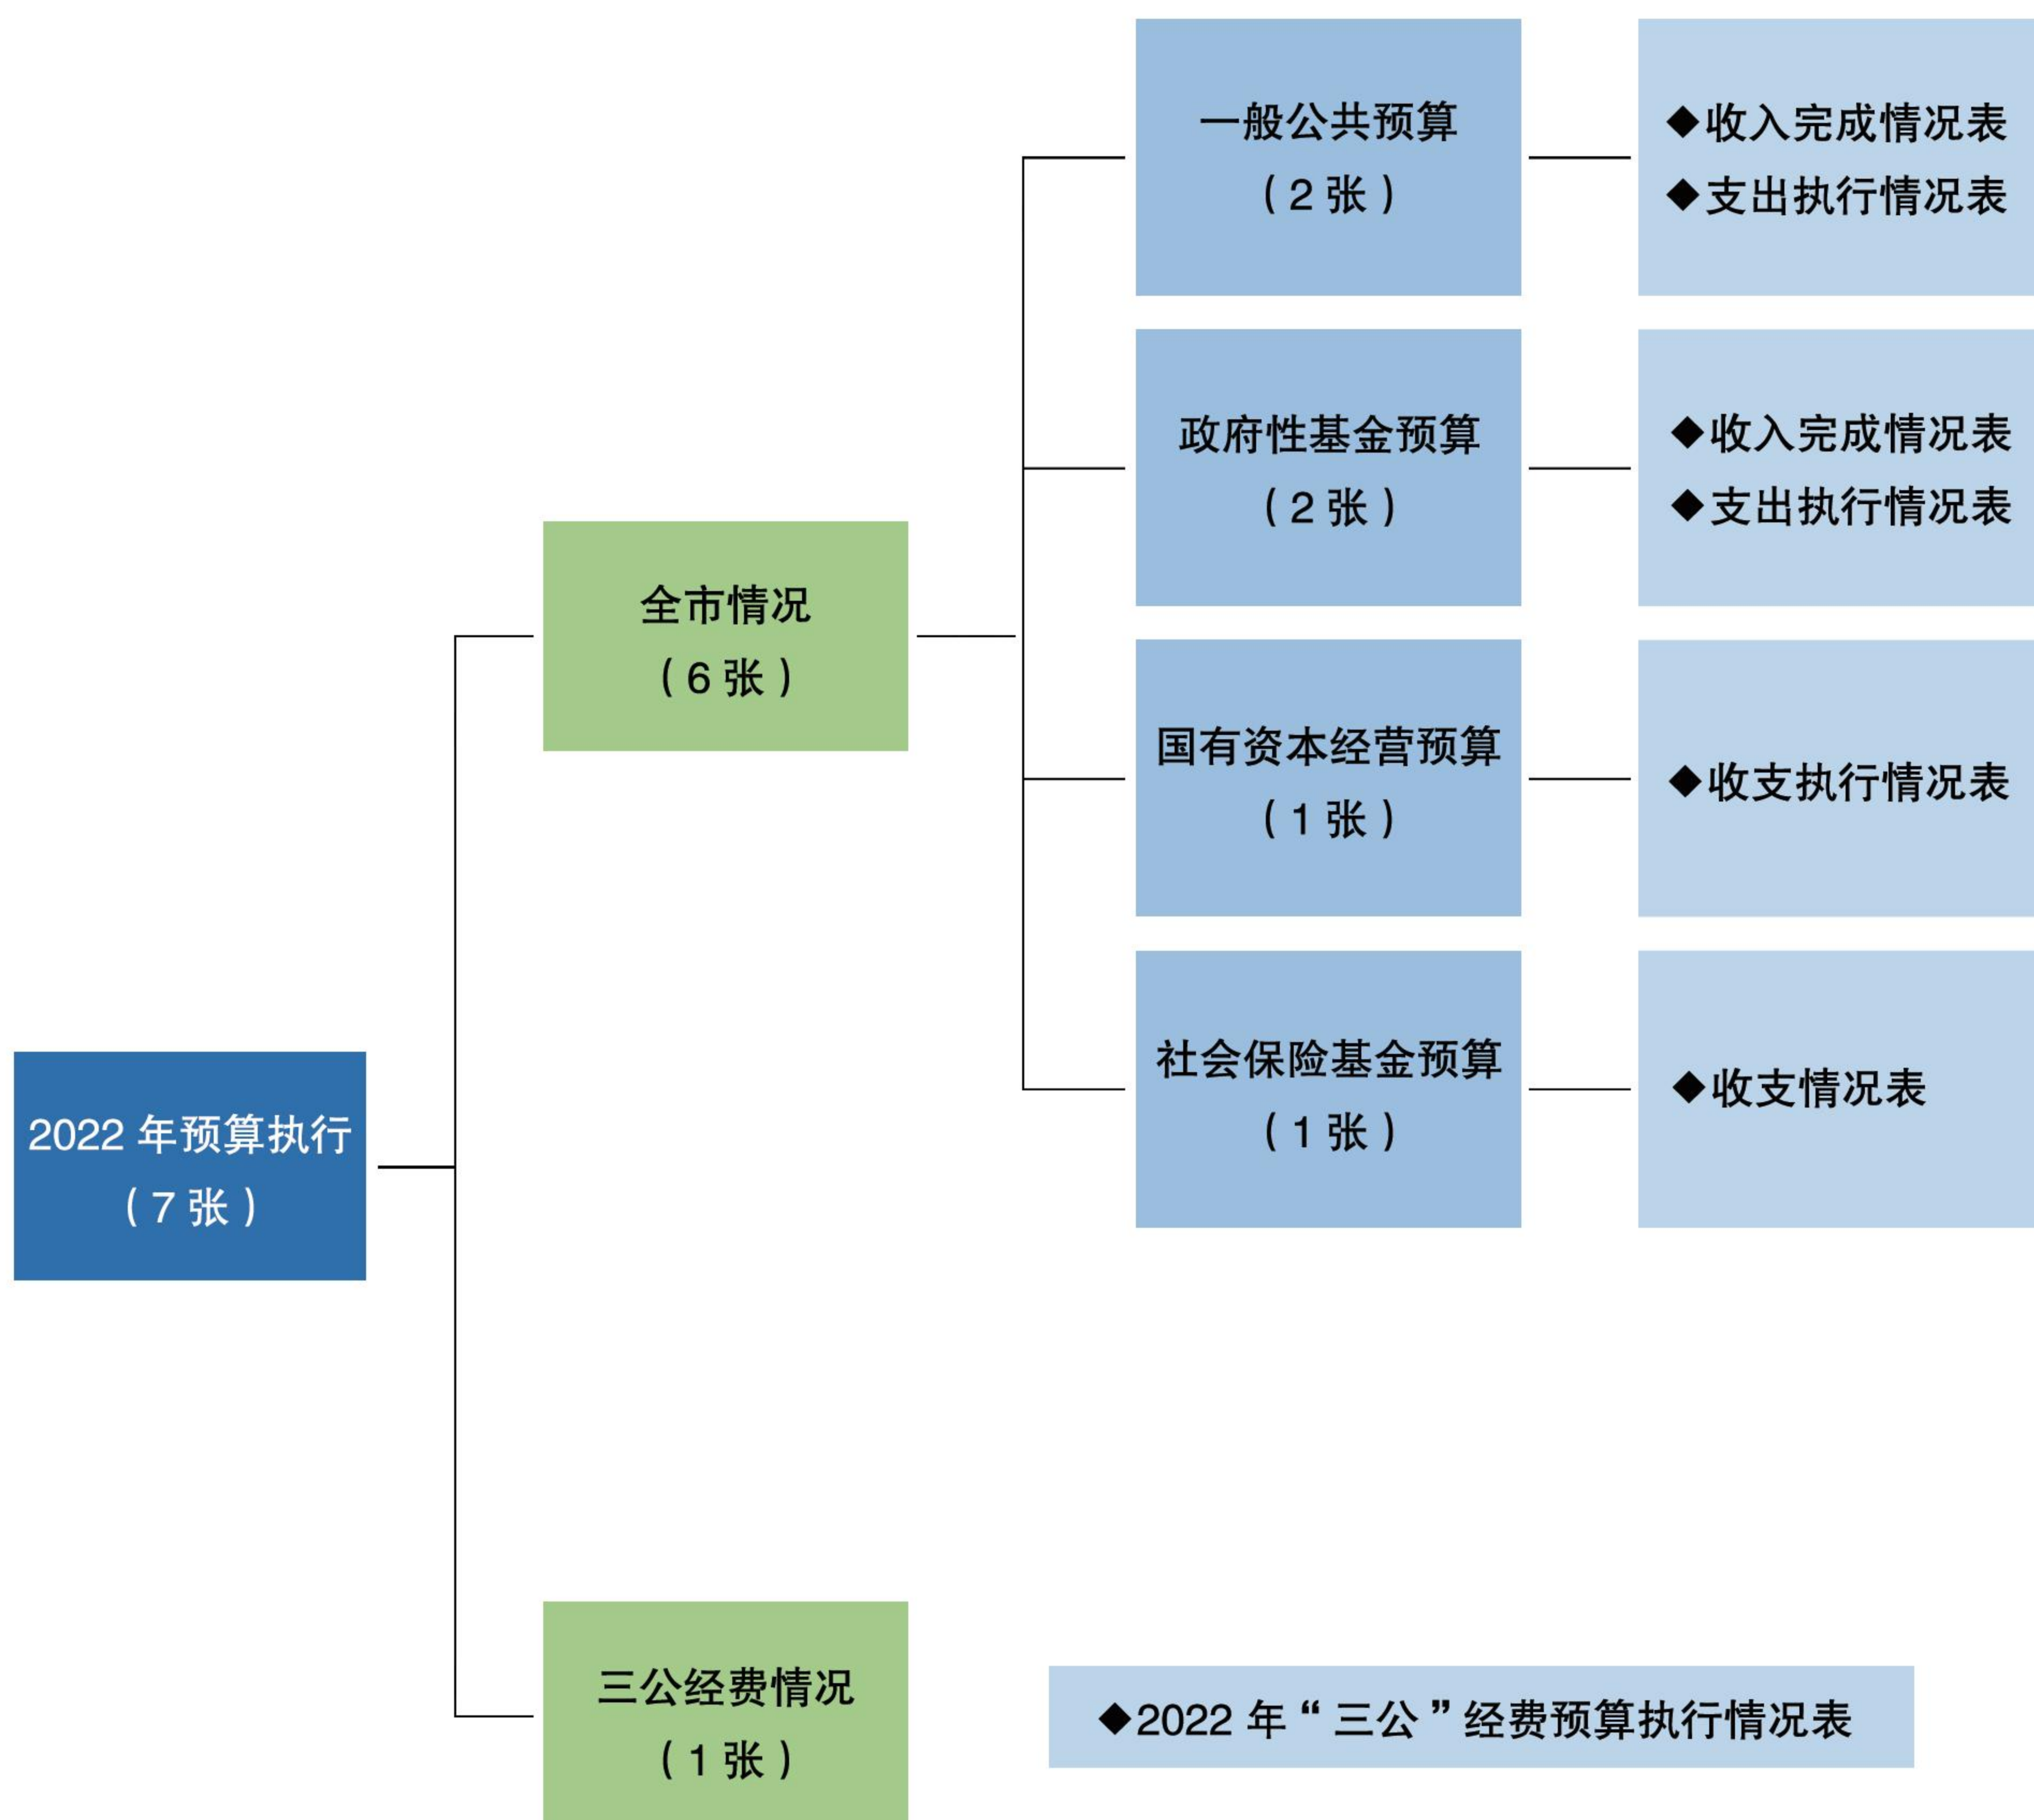 一般公共预算
（2 张）
◆收入完成情况表
◆支出执行情况表
政府性基金预算
（2 张）
◆收入完成情况表
◆支出执行情况表
全市情况
（6 张）
国有资本经营预算
（1 张）
◆收支执行情况表
社会保险基金预算
（1 张）
◆收支情况表
2022 年预算执行
（7 张）
三公经费情况
（1 张）
◆2022 年“三公”经费预算执行情况表